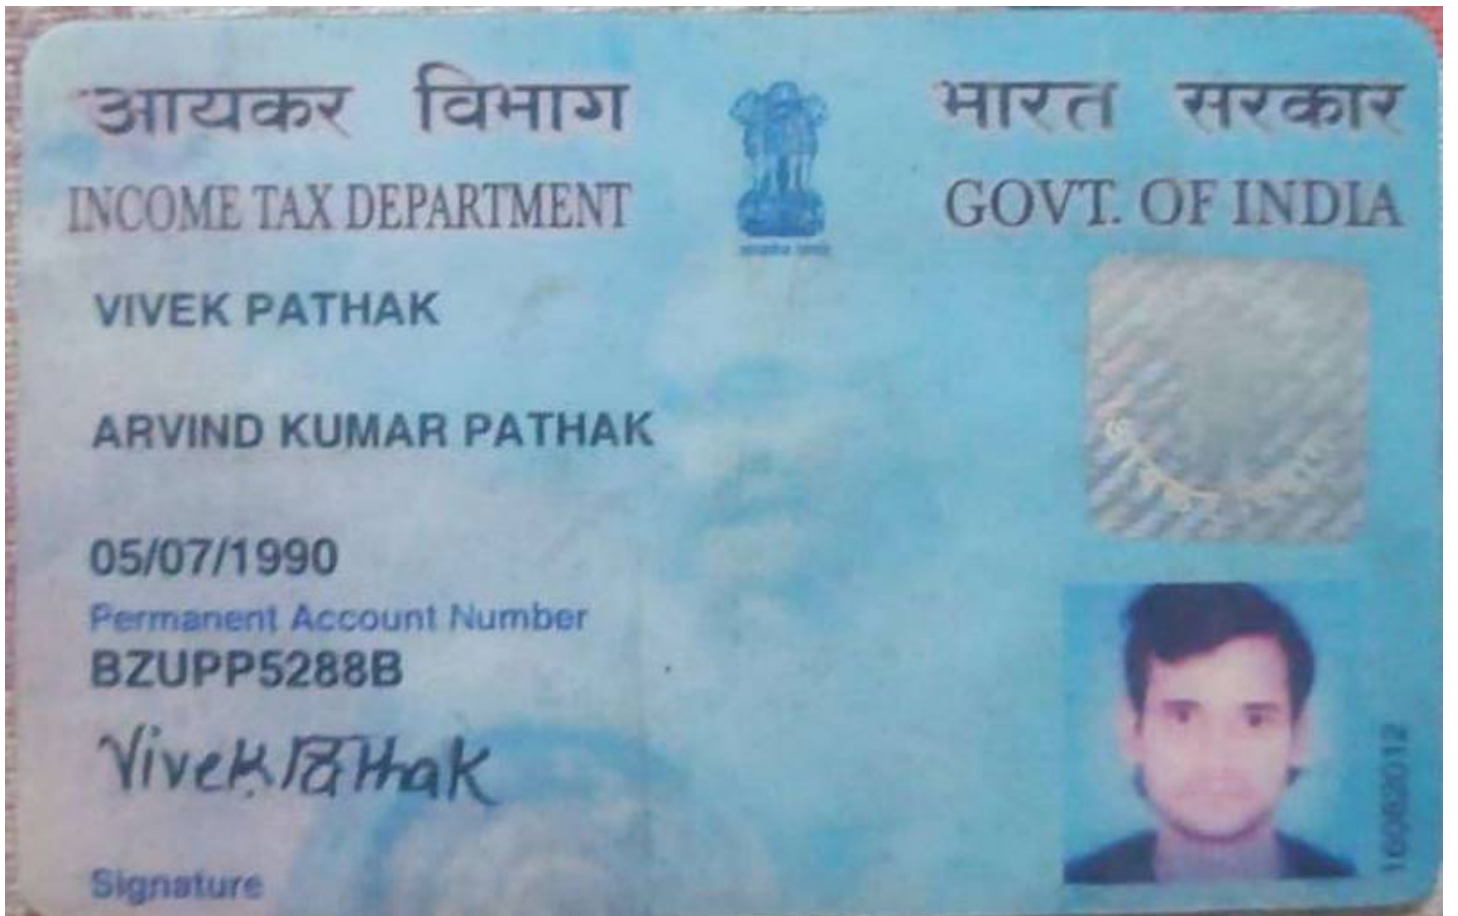 आयकर विभाग भारत सरकार
INCOME TAX DEPARTMENT GOVT. OF INDIA
VIVEK PATHAK
ARVIND KUMAR PATHAK
05/07/1990
Permanent Account Number
BZUPP5288B
Vivek Pathak
Signature
16082012